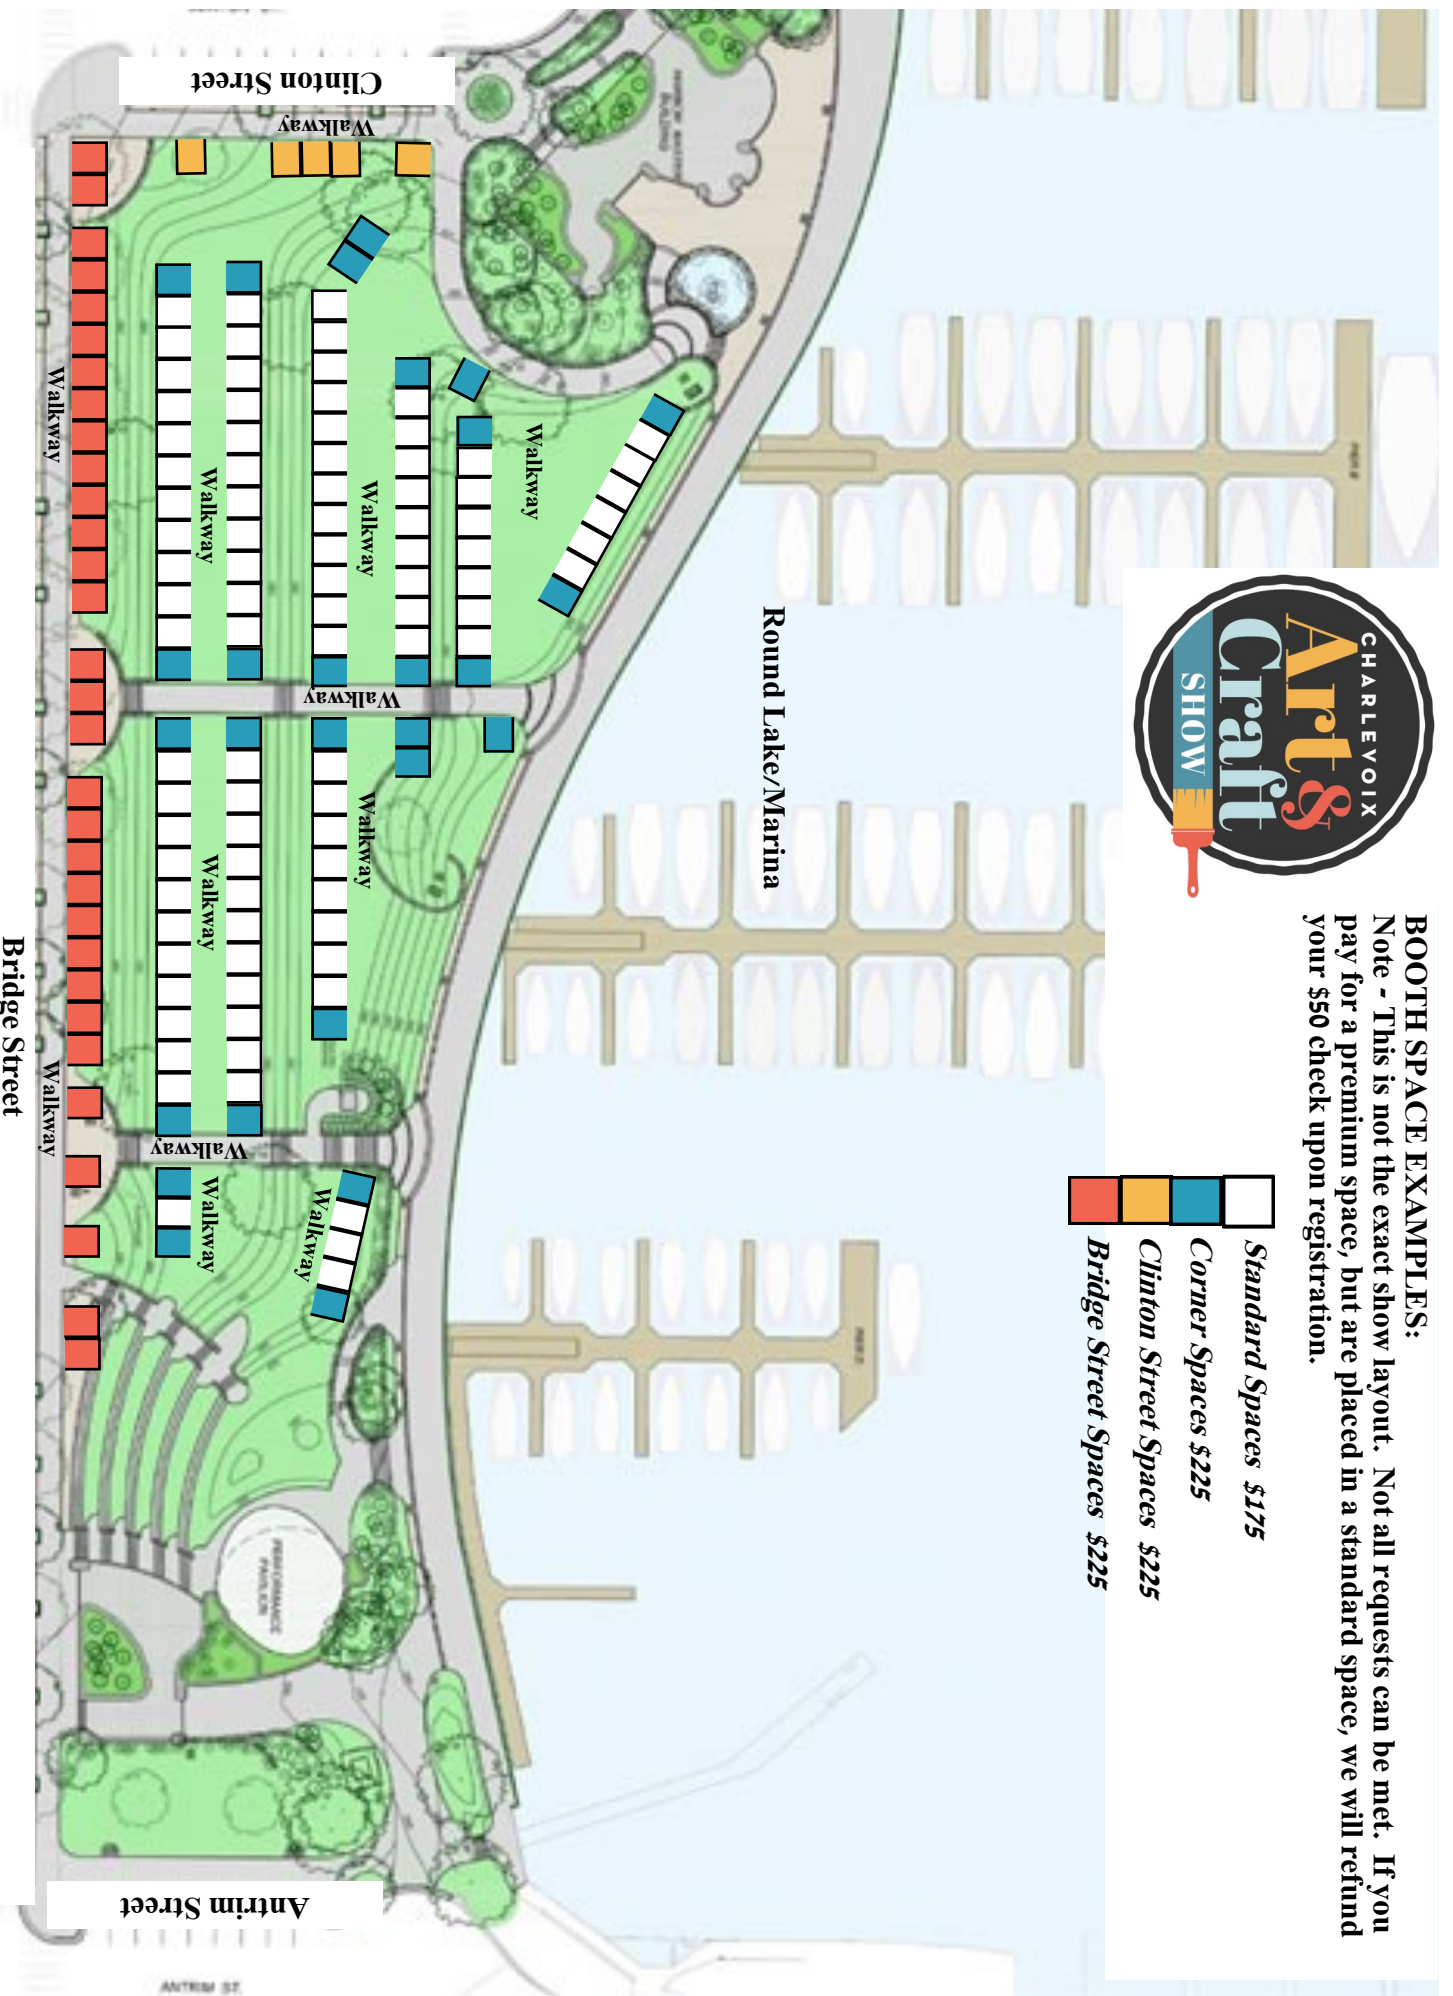 CHARLEVOIX
Art &
Craft
SHOW
BOOTH SPACE EXAMPLES:
Note - This is not the exact show layout. Not all requests can be met. If you
pay for a premium space, but are placed in a standard space, we will refund
your $50 check upon registration.
Standard Spaces $175
Corner Spaces $225
Clinton Street Spaces $225
Bridge Street Spaces $225
Round Lake/Marina
Clinton Street
Walkway
Walkway
Walkway
Walkway
Walkway
Walkway
Walkway
Walkway
Walkway
Walkway
Walkway
Walkway
PERFORMANCE
PAVILION
Bridge Street
Antrim Street
ANTRIM ST.